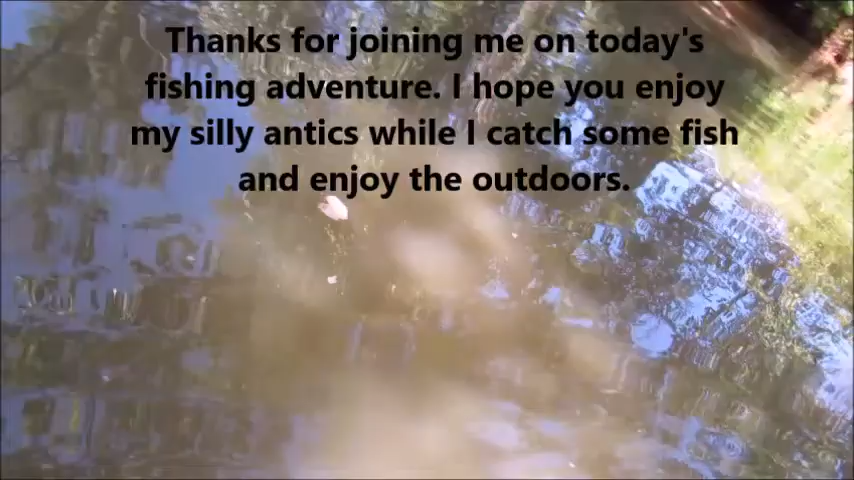 Thanks for joining me on today's
fishing adventure. I hope you enjoy
my silly antics while I catch some fish
and enjoy the outdoors.